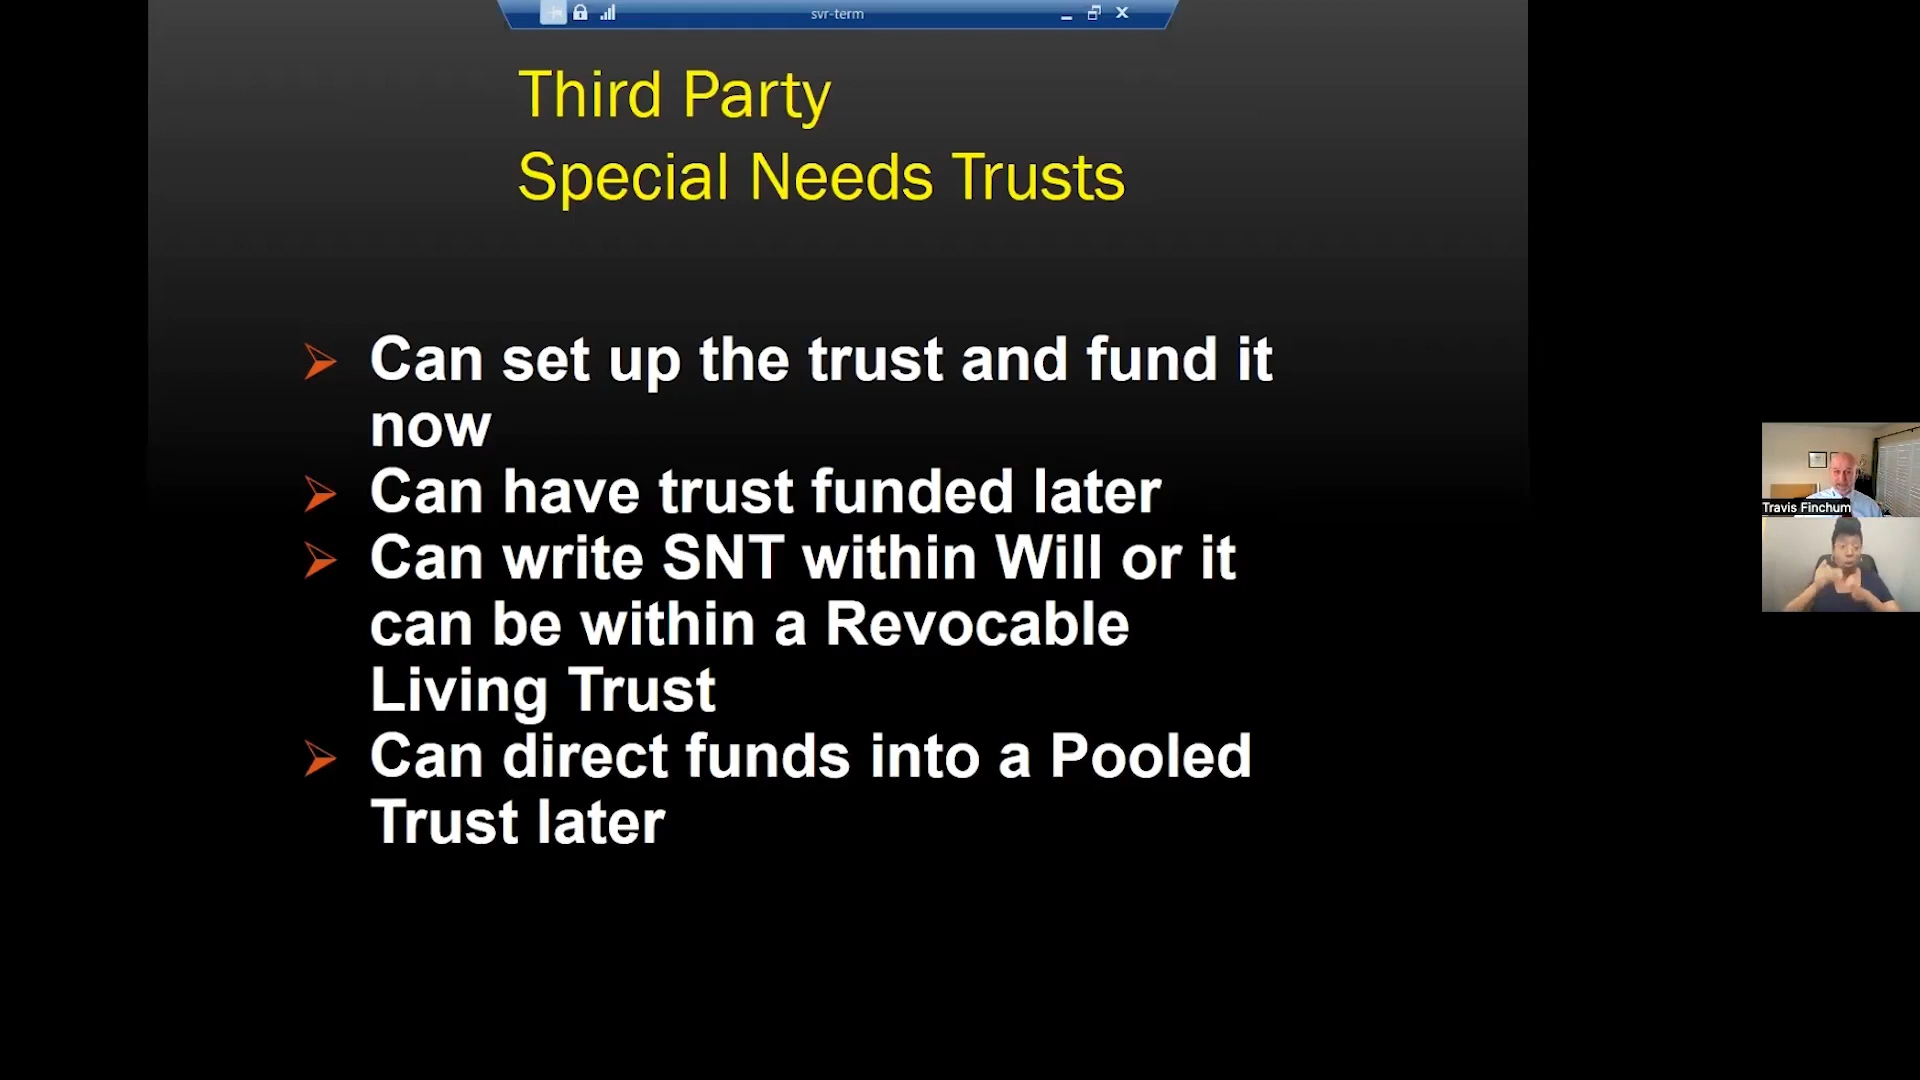 svr-term
Third Party
Special Needs Trusts
Can set up the trust and fund it
now
Can have trust funded later
Can write SNT within Will or it
can be within a Revocable
Living Trust
Can direct funds into a Pooled
Trust later
Travis Finchum